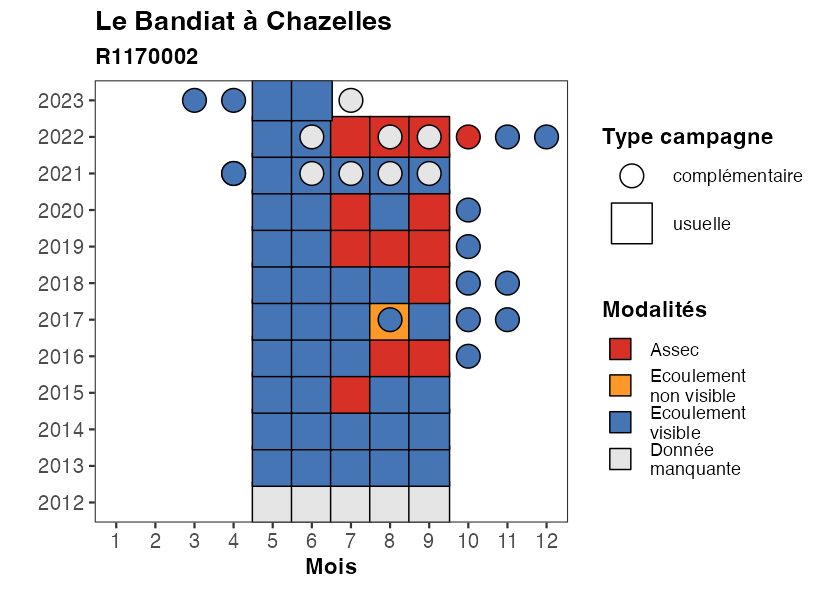 Le Bandiat à Chazelles
R1170002
2023
2022
2021
2020
2019
2018
2017
2016
2015
2014
2013
2012
1 2 3 4 5 6 7 8 9 10 11 12
Mois
Type campagne
complémentaire
usuelle
Modalités
Assec
Ecoulement
non visible
Ecoulement
visible
Donnée
manquante